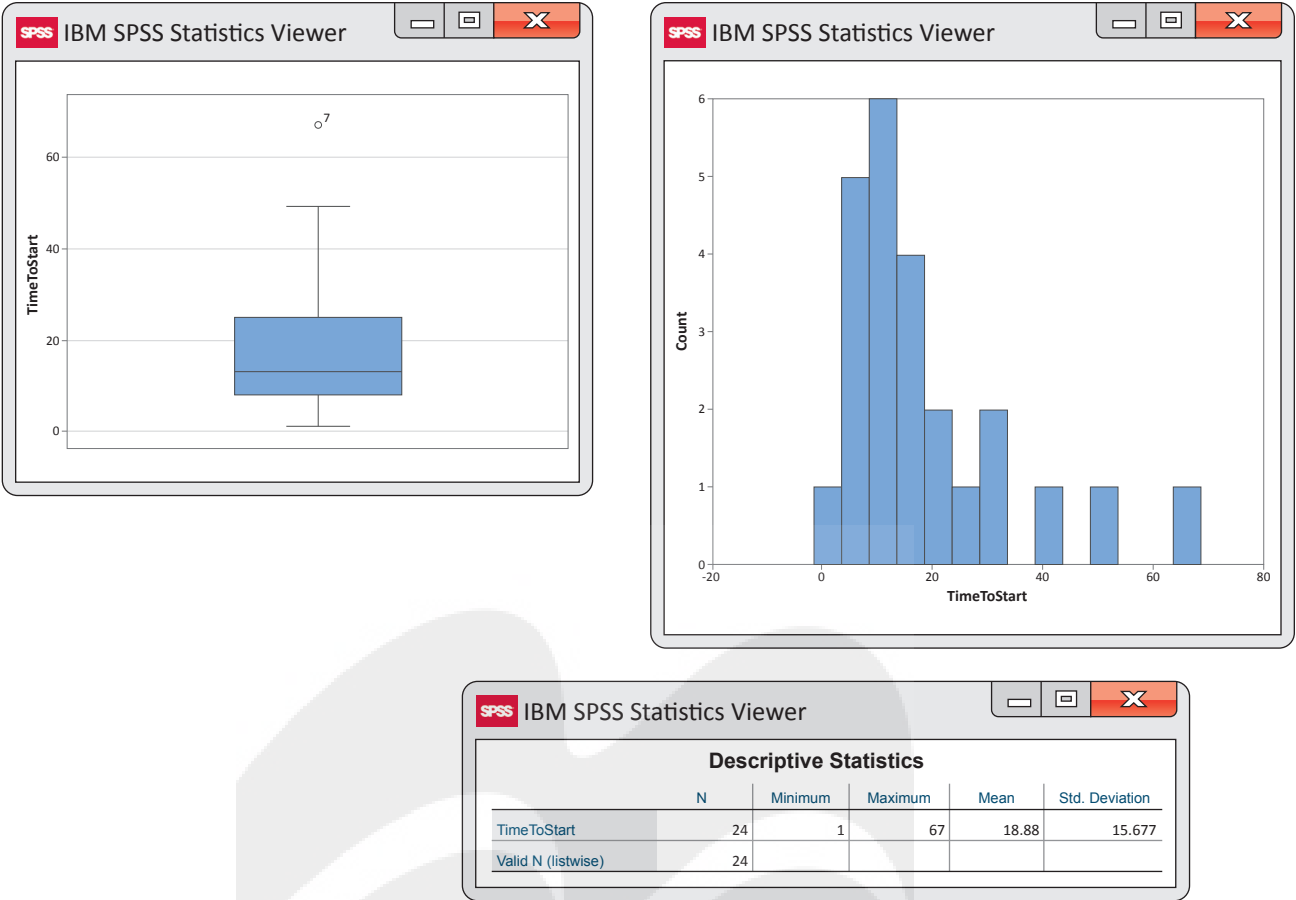 SPSS IBM SPSS Statistics Viewer
7
60
40
20
0
TimeToStart
SPSS IBM SPSS Statistics Viewer
6
5
4
3
2
1
0
Count
-20 0 20 40 60 80
TimeToStart
SPSS IBM SPSS Statistics Viewer
Descriptive Statistics
N Minimum Maximum Mean Std. Deviation
TimeToStart 24 1 67 18.88 15.677
Valid N (listwise) 24